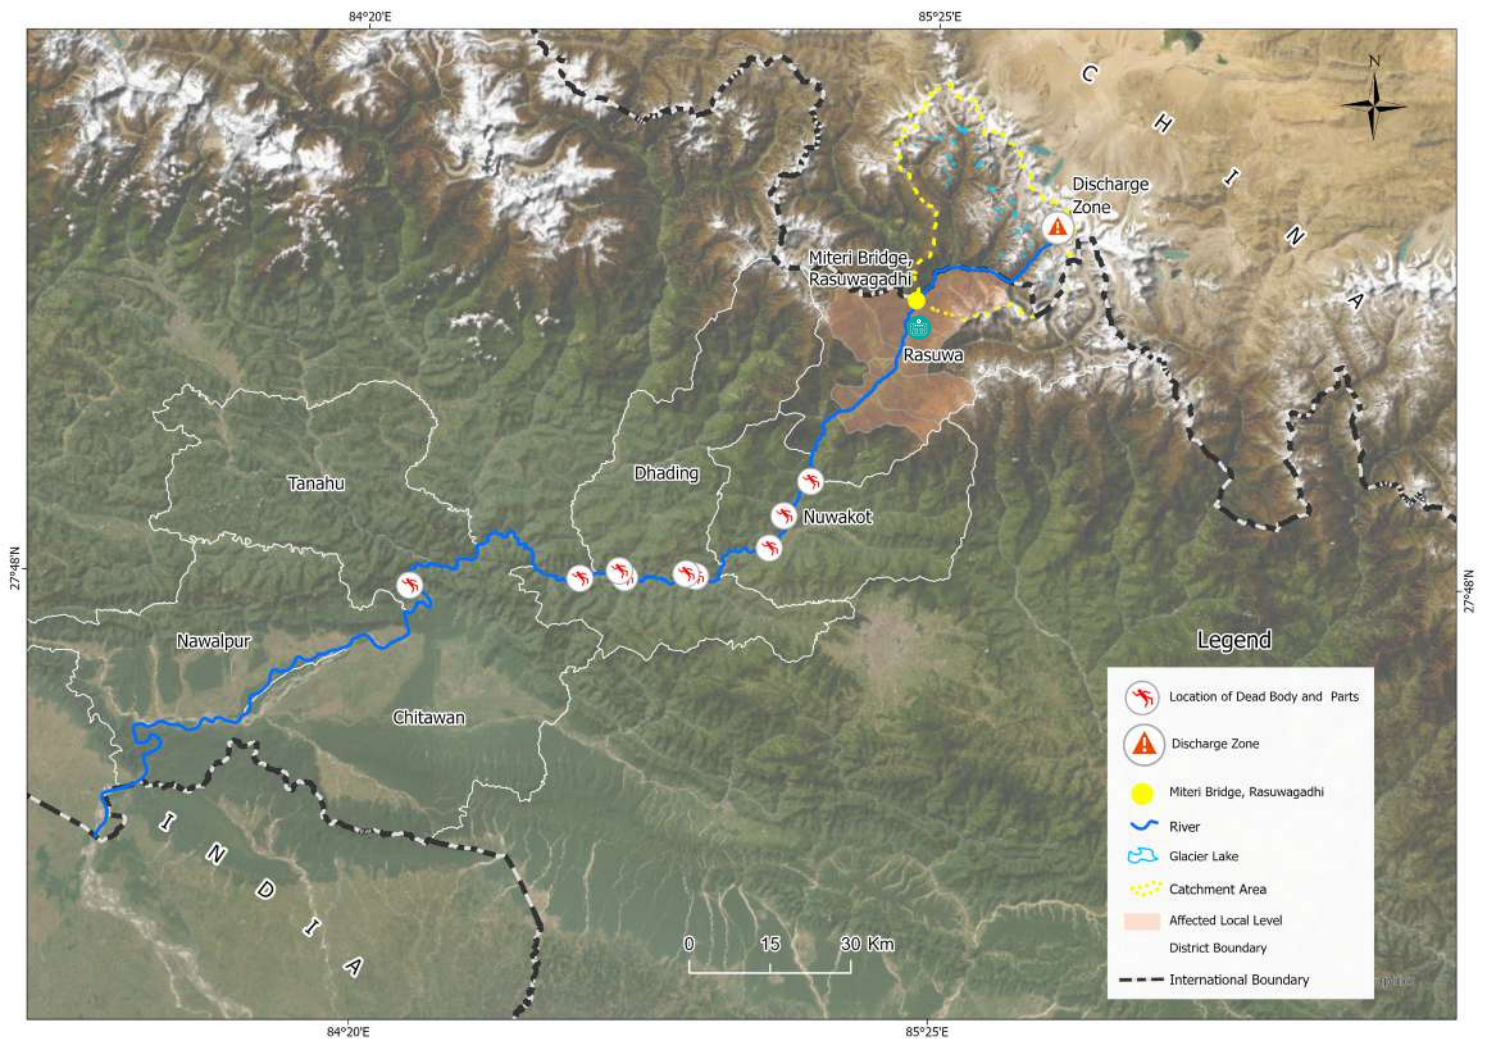 84°20'E
85°25'E
N
C
H
I
N
A
Discharge
Zone
Miteri Bridge,
Rasuwagadhi
Rasuwa
Dhading
Tanahu
Nuwakot
27°48'N
27°48'N
Nawalpur
Chitawan
I
N
D
I
A
0 15 30 Km
Legend
Location of Dead Body and Parts
Discharge Zone
Miteri Bridge, Rasuwagadhi
River
Glacier Lake
Catchment Area
Affected Local Level
District Boundary
International Boundary
84°20'E
85°25'E